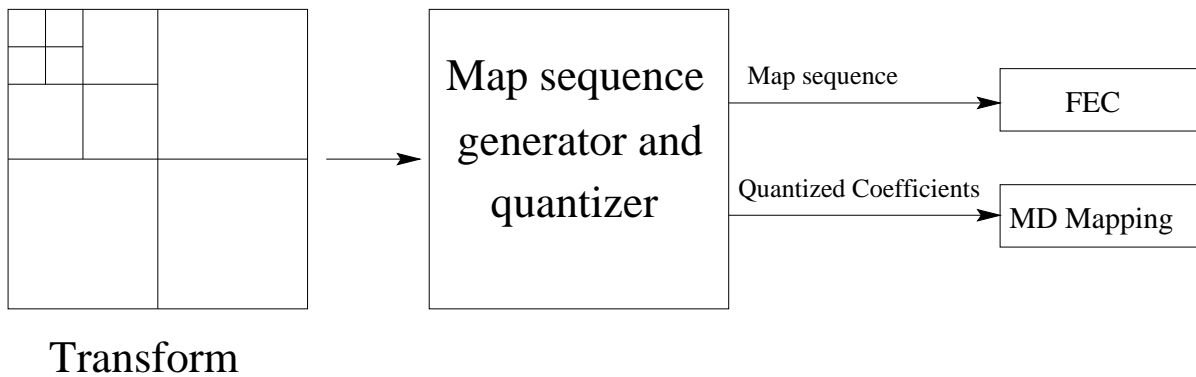 Map sequence
generator and
quantizer
Map sequence
FEC
Quantized Coefficients
MD Mapping
Transform